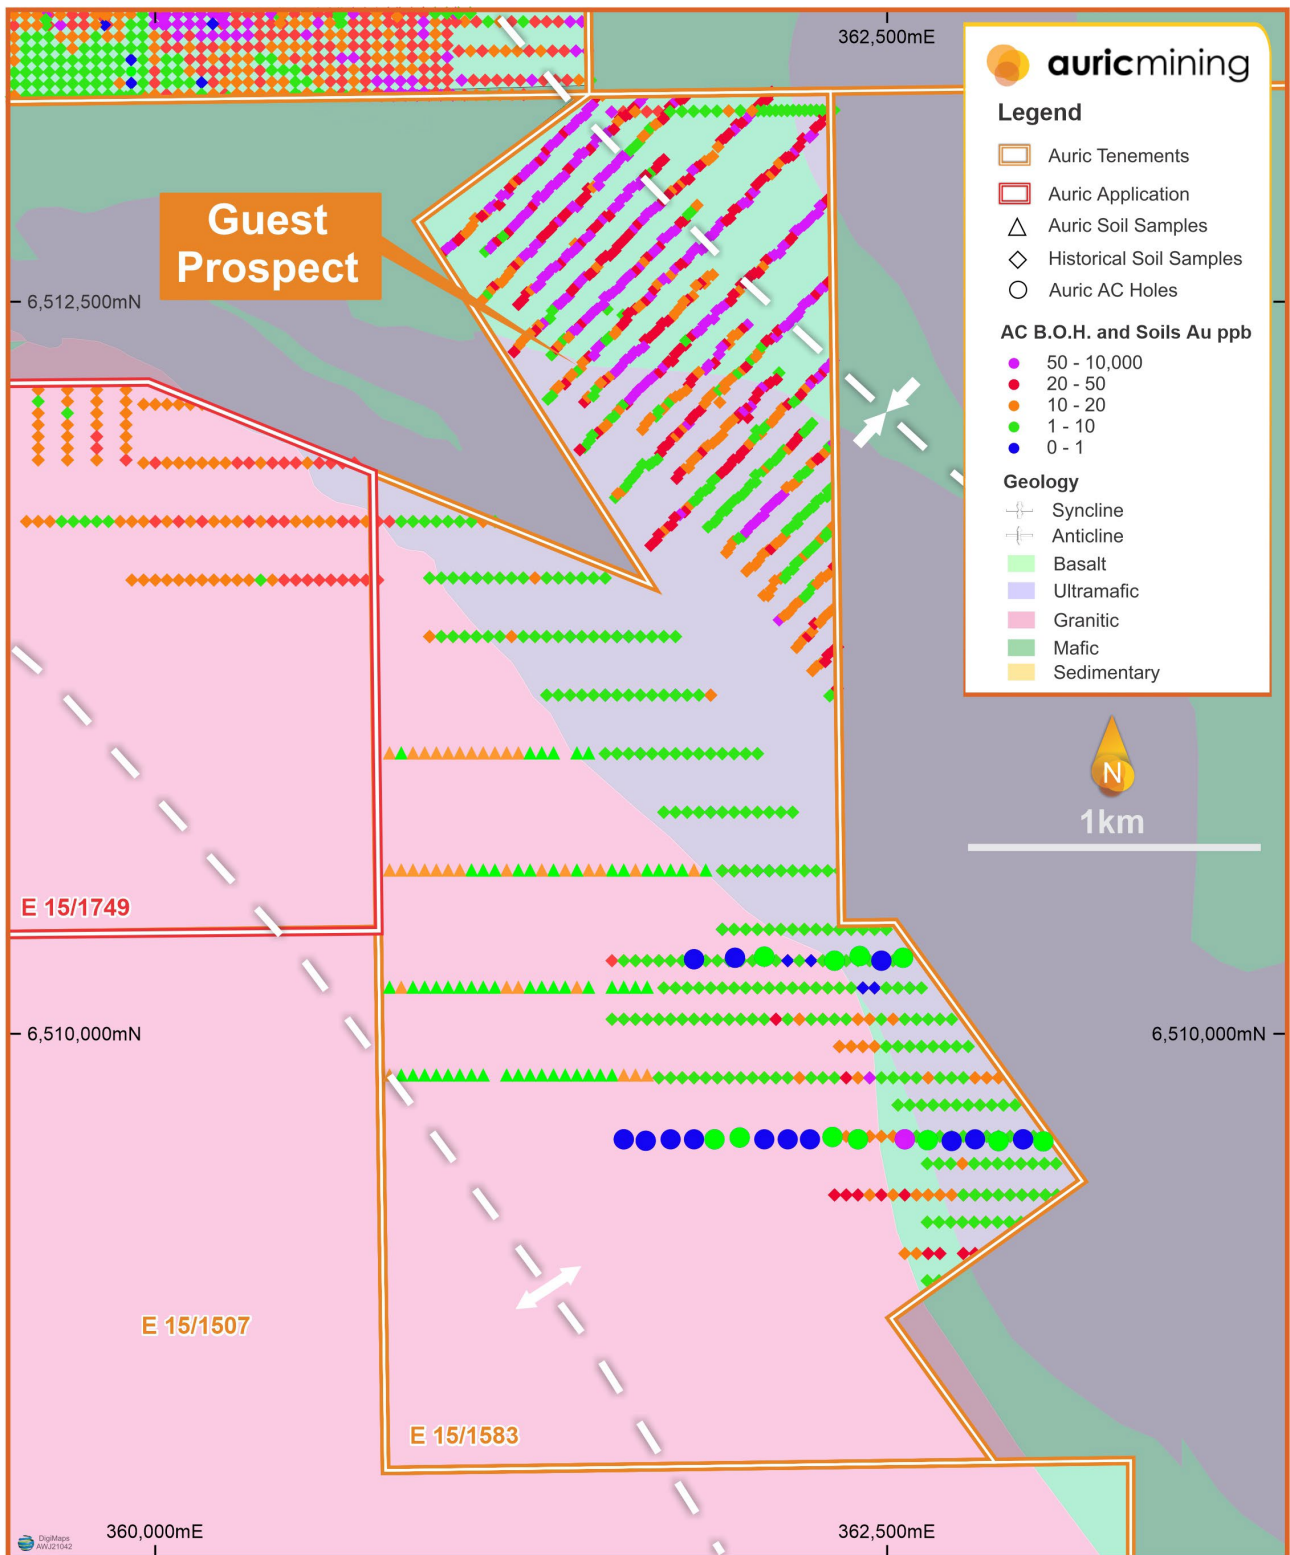 362,500mE
auricmining
Legend
Auric Tenements
Auric Application
Auric Soil Samples
Historical Soil Samples
Auric AC Holes
AC B.O.H. and Soils Au ppb
50 - 10,000
20 - 50
10 - 20
1 - 10
0 - 1
Geology
Syncline
Anticline
Basalt
Ultramafic
Granitic
Mafic
Sedimentary
Guest
Prospect
6,512,500mN
N
1km
E 15/1749
6,510,000mN
6,510,000mN
E 15/1507
E 15/1583
360,000mE
362,500mE
DigiMaps
AWJ21042